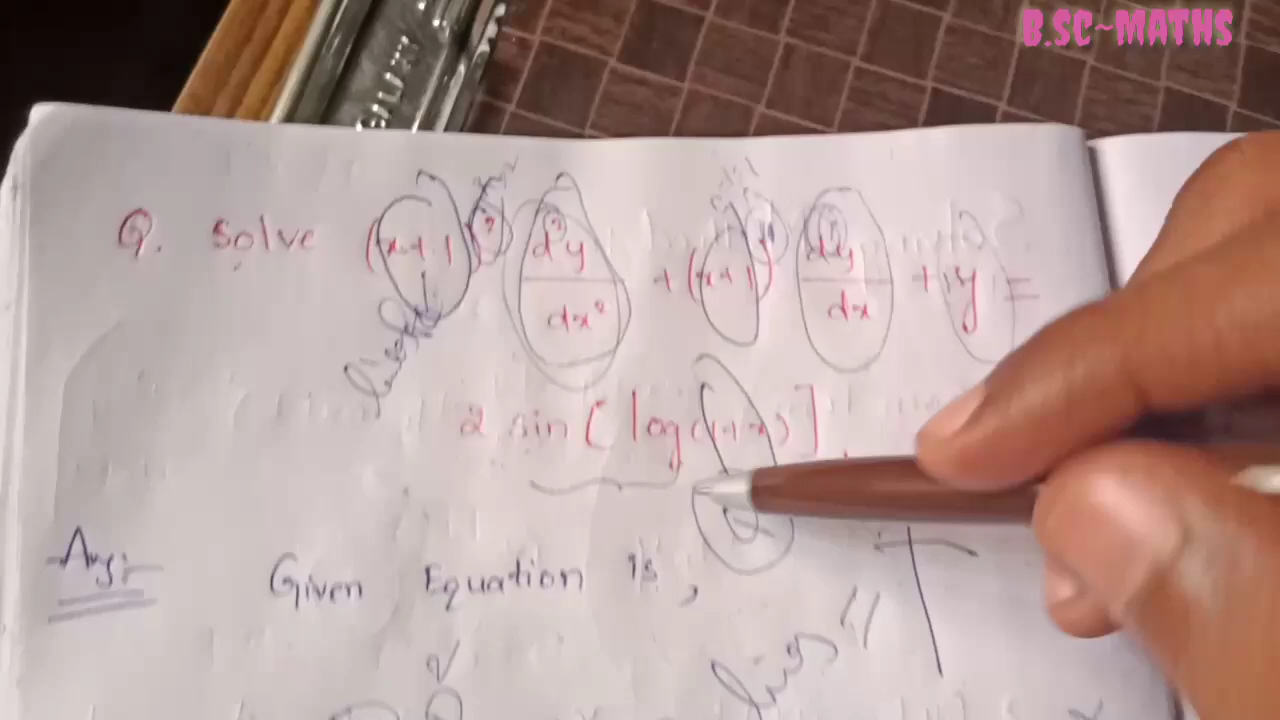 B.SC~MATHS
Q. Solve (x+1)² d²y/dx² + (x+1) dy/dx + y =
2 sin [ log(1+x) ].
Ans:-
Given Equation is,